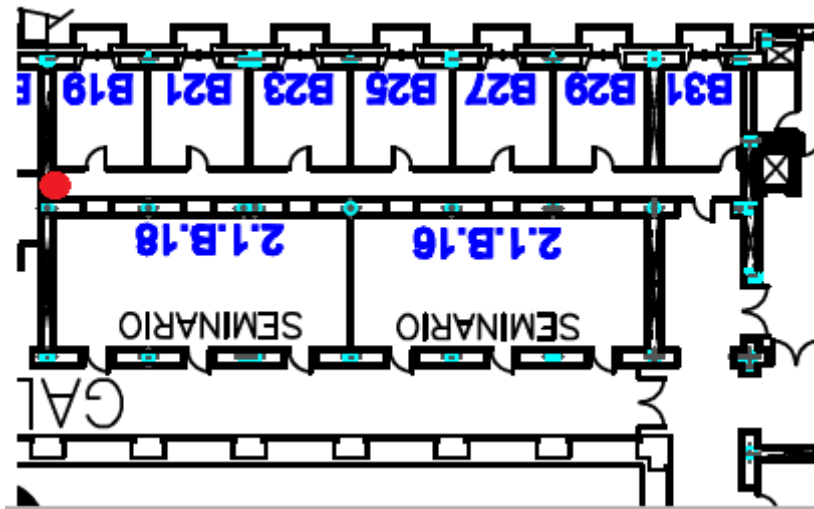 GAL
SEMINARIO
2.1.B.16
SEMINARIO
2.1.B.18
B31
B29
B27
B25
B23
B21
B19